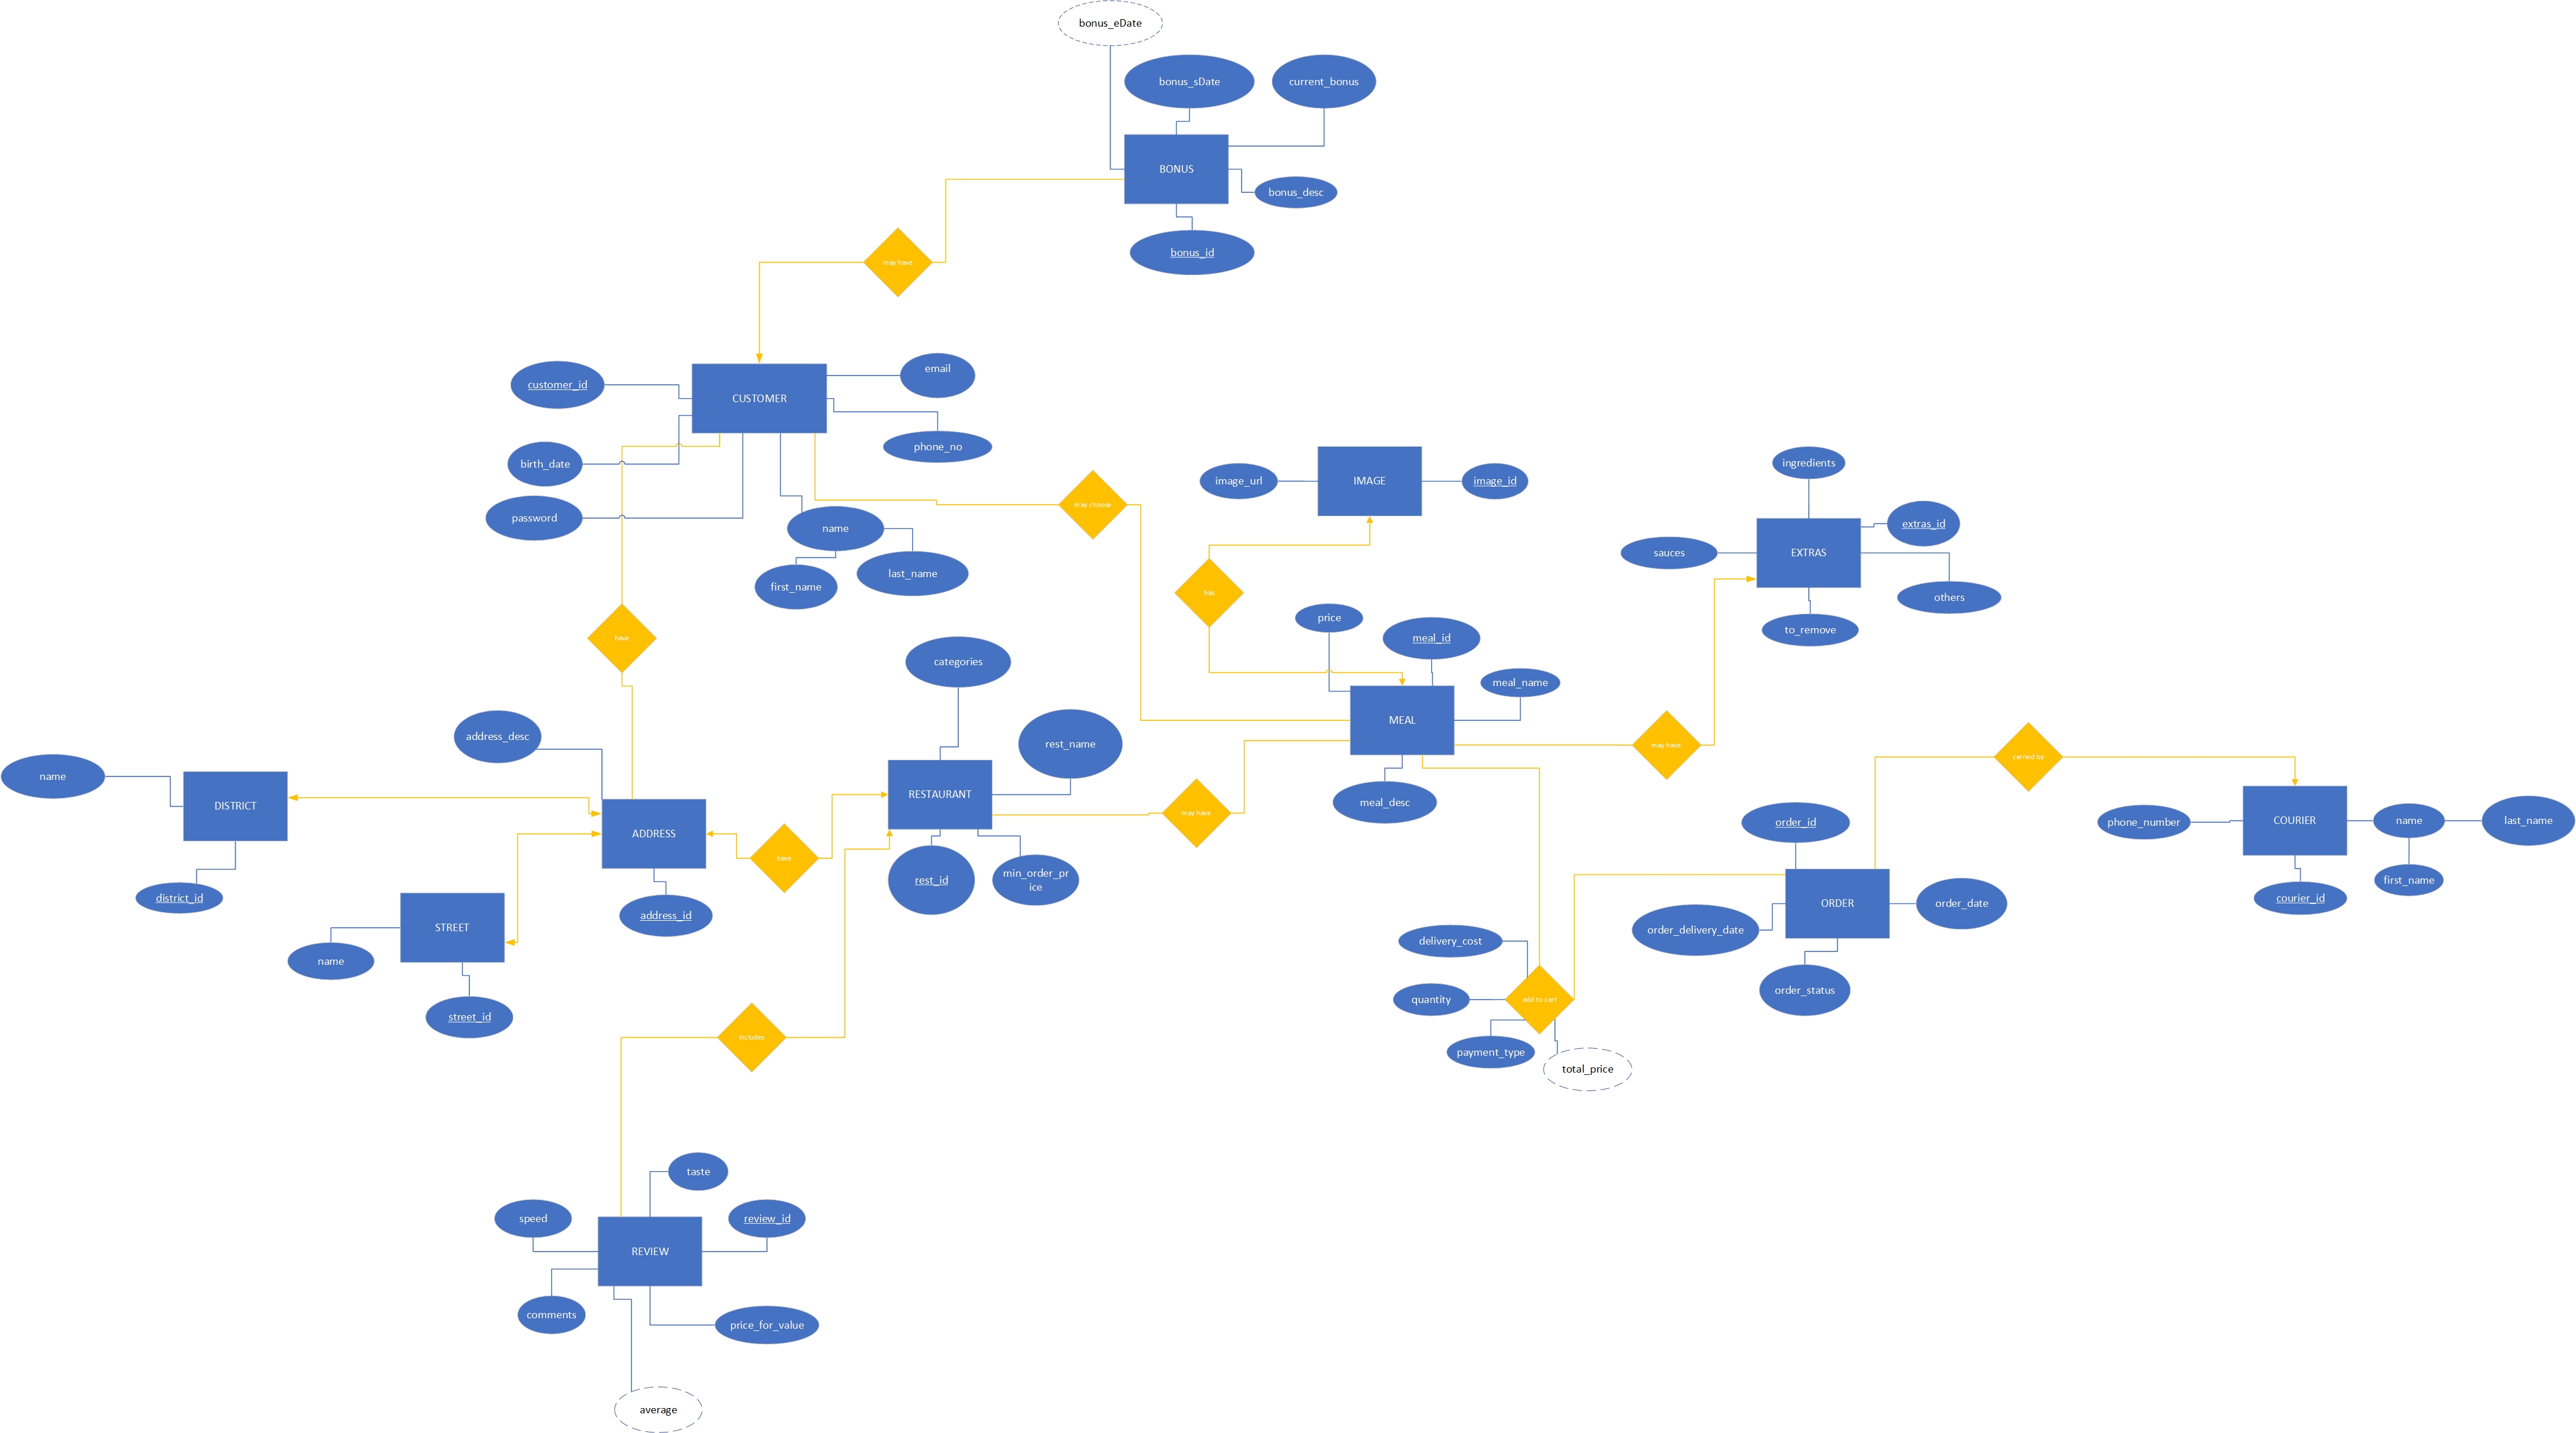 bonus_eDate
bonus_sDate
current_bonus
BONUS
bonus_desc
bonus_id
may have
CUSTOMER
customer_id
email
phone_no
birth_date
password
name
first_name
last_name
may choose
IMAGE
image_url
image_id
ingredients
extras_id
EXTRAS
sauces
others
to_remove
has
have
price
meal_id
meal_name
MEAL
meal_desc
may have
categories
rest_name
RESTAURANT
rest_id
min_order_pr
ice
may have
address_desc
name
DISTRICT
district_id
ADDRESS
address_id
have
STREET
name
street_id
carried by
COURIER
phone_number
name
last_name
first_name
courier_id
order_id
ORDER
order_date
order_delivery_date
order_status
delivery_cost
quantity
add to cart
payment_type
total_price
includes
taste
speed
review_id
REVIEW
comments
price_for_value
average